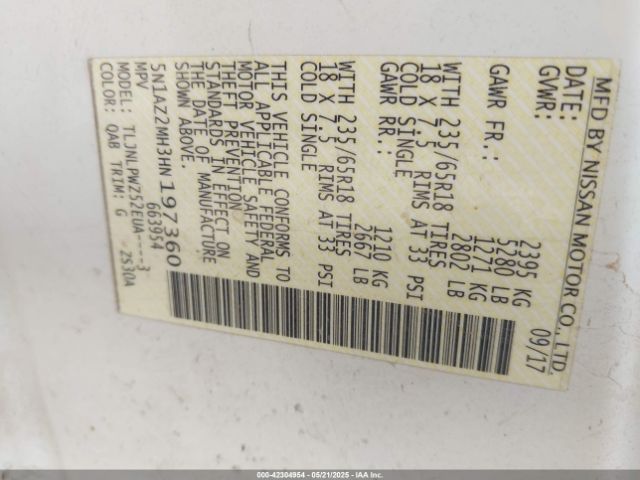 MFD BY NISSAN MOTOR CO., LTD.
DATE: 09/17
GVWR: 2395 KG
5280 LB
GAWR FR.: 1271 KG
2802 LB
WITH 235/65R18 TIRES
18 X 7.5 RIMS AT 33 PSI
COLD SINGLE
GAWR RR.: 1210 KG
2667 LB
WITH 235/65R18 TIRES
18 X 7.5 RIMS AT 33 PSI
COLD SINGLE
THIS VEHICLE CONFORMS TO
ALL APPLICABLE FEDERAL
MOTOR VEHICLE SAFETY AND
THEFT PREVENTION
STANDARDS IN EFFECT ON
THE DATE OF MANUFACTURE
SHOWN ABOVE.
5N1AZ2MH3HN197360
MPV 663954
MODEL: TLJNLPWZ52EUA----3
COLOR: QAB TRIM: G 2S30A
000-42304954 - 05/21/2025 - IAA Inc.